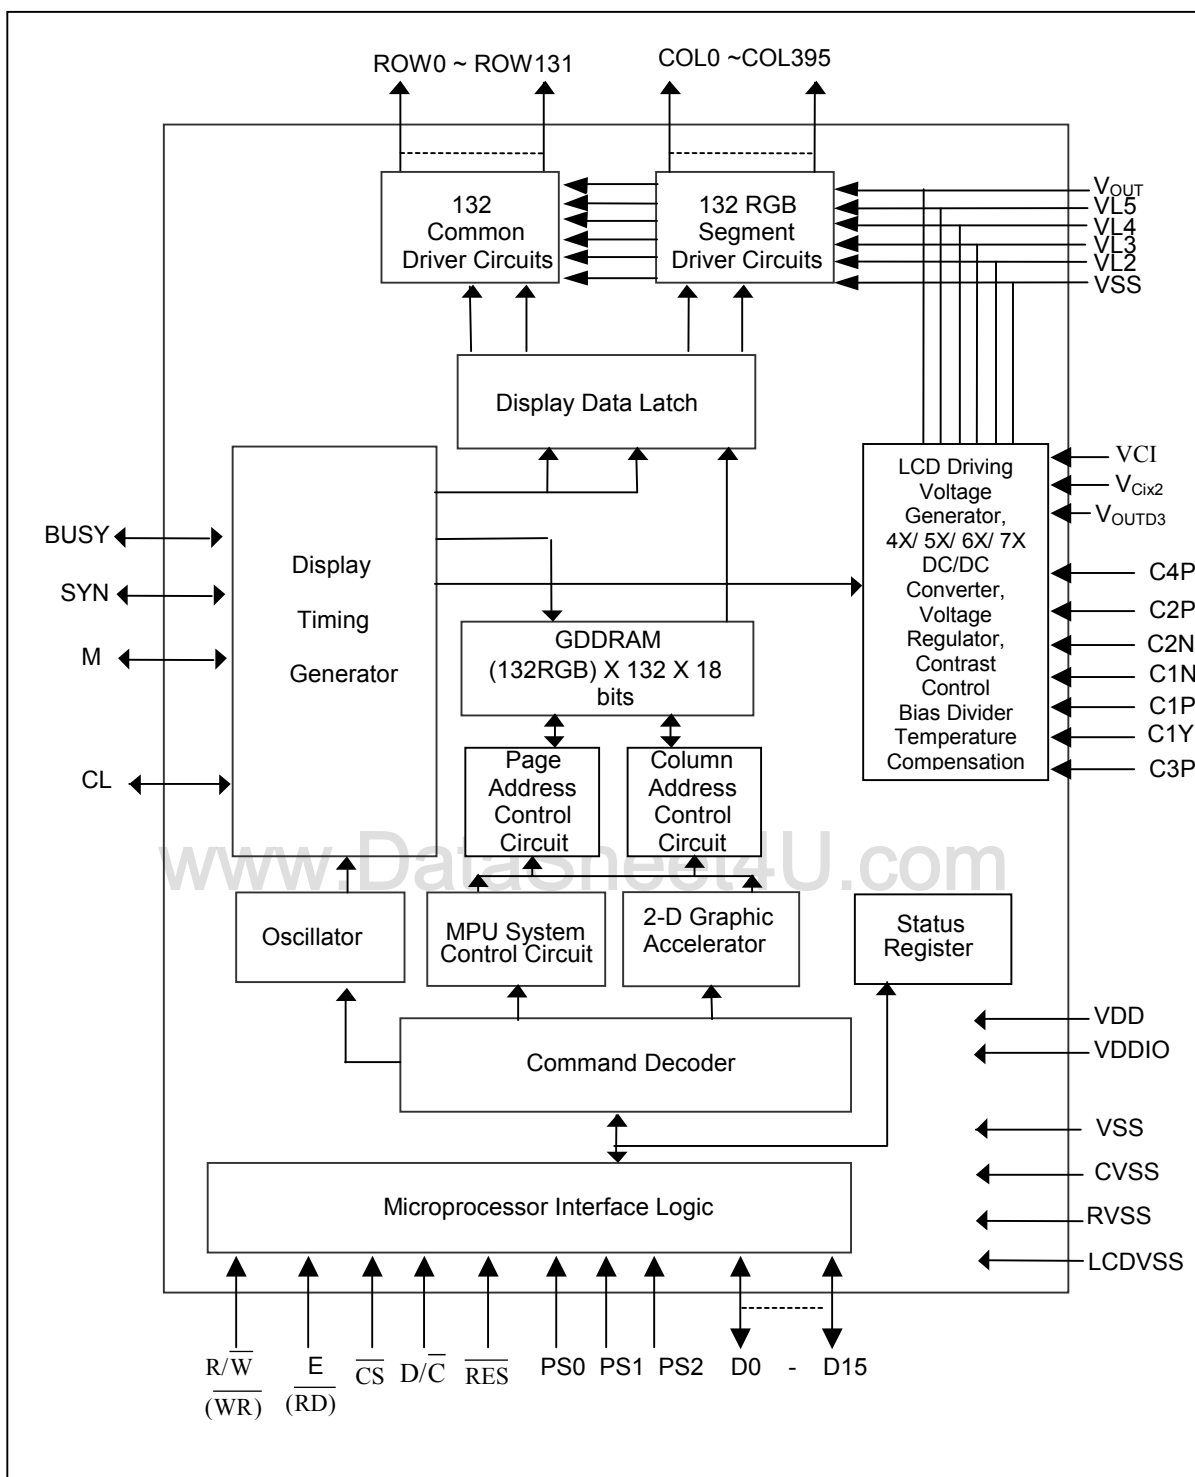 ROW0 ~ ROW131
COL0 ~COL395
132
Common
Driver Circuits
132 RGB
Segment
Driver Circuits
VOUT
VL5
VL4
VL3
VL2
VSS
Display Data Latch
LCD Driving
Voltage
Generator,
4X/ 5X/ 6X/ 7X
DC/DC
Converter,
Voltage
Regulator,
Contrast
Control
Bias Divider
Temperature
Compensation
VCI
VCix2
VOUTD3
C4P
C2P
C2N
C1N
C1P
C1Y
C3P
BUSY
SYN
M
CL
Display
Timing
Generator
GDDRAM
(132RGB) X 132 X 18
bits
Page
Address
Control
Circuit
Column
Address
Control
Circuit
www.DataSheet4U.com
Oscillator
MPU System
Control Circuit
2-D Graphic
Accelerator
Status
Register
Command Decoder
VDD
VDDIO
VSS
CVSS
RVSS
LCDVSS
Microprocessor Interface Logic
R/W̅
(W̅R̅)
E
(R̅D̅)
C̅S̅
D/C̅
R̅E̅S̅
PS0
PS1
PS2
D0 - D15